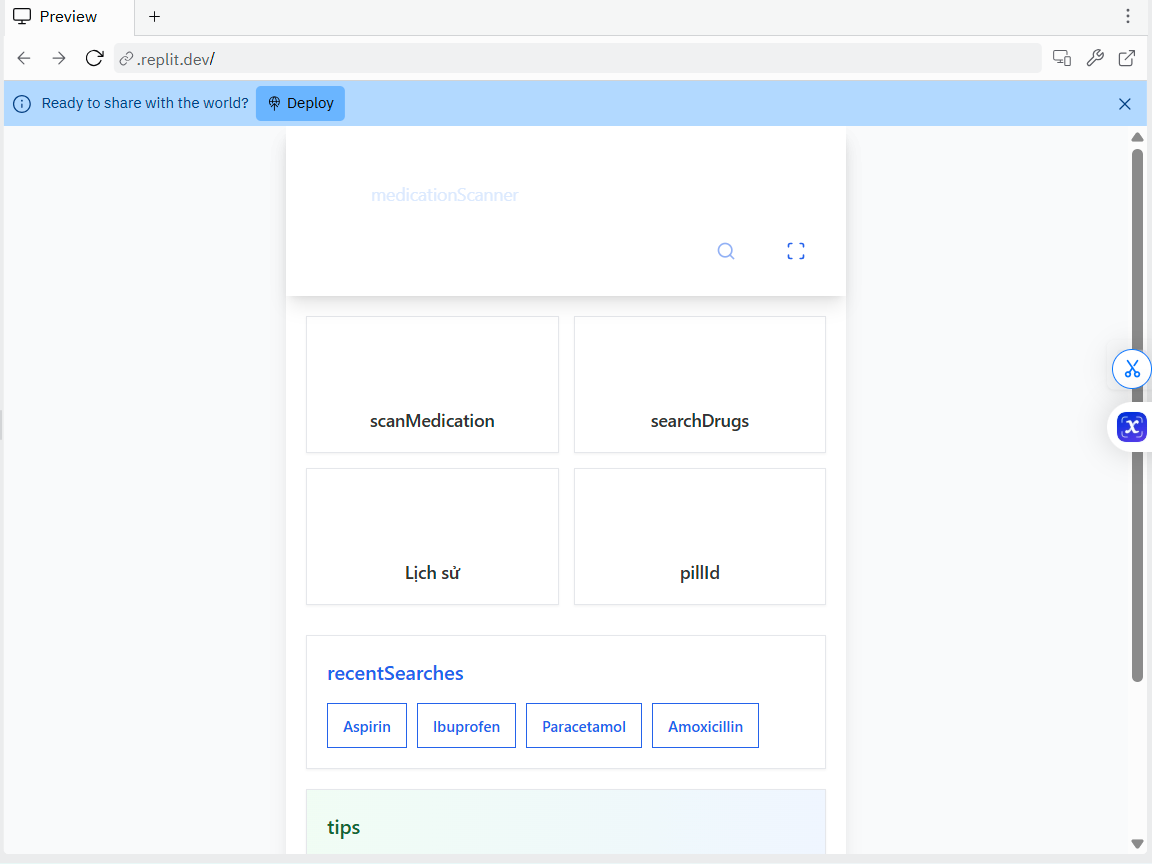 Preview
.replit.dev/
Ready to share with the world? Deploy
medicationScanner
scanMedication
searchDrugs
Lịch sử
pillId
recentSearches
Aspirin Ibuprofen Paracetamol Amoxicillin
tips